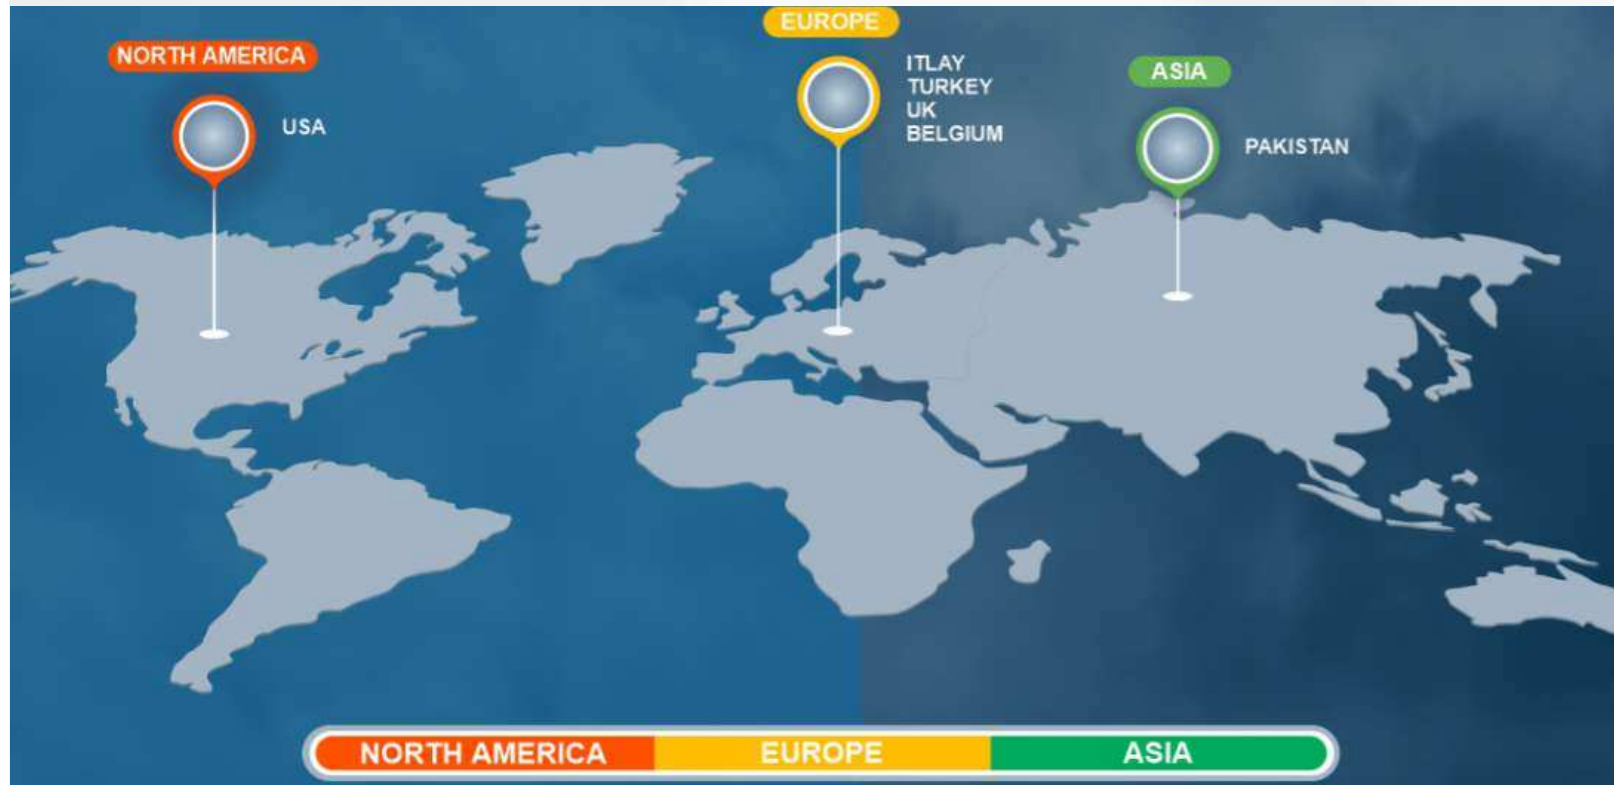 NORTH AMERICA
USA
EUROPE
ITLAY
TURKEY
UK
BELGIUM
ASIA
PAKISTAN
NORTH AMERICA
EUROPE
ASIA